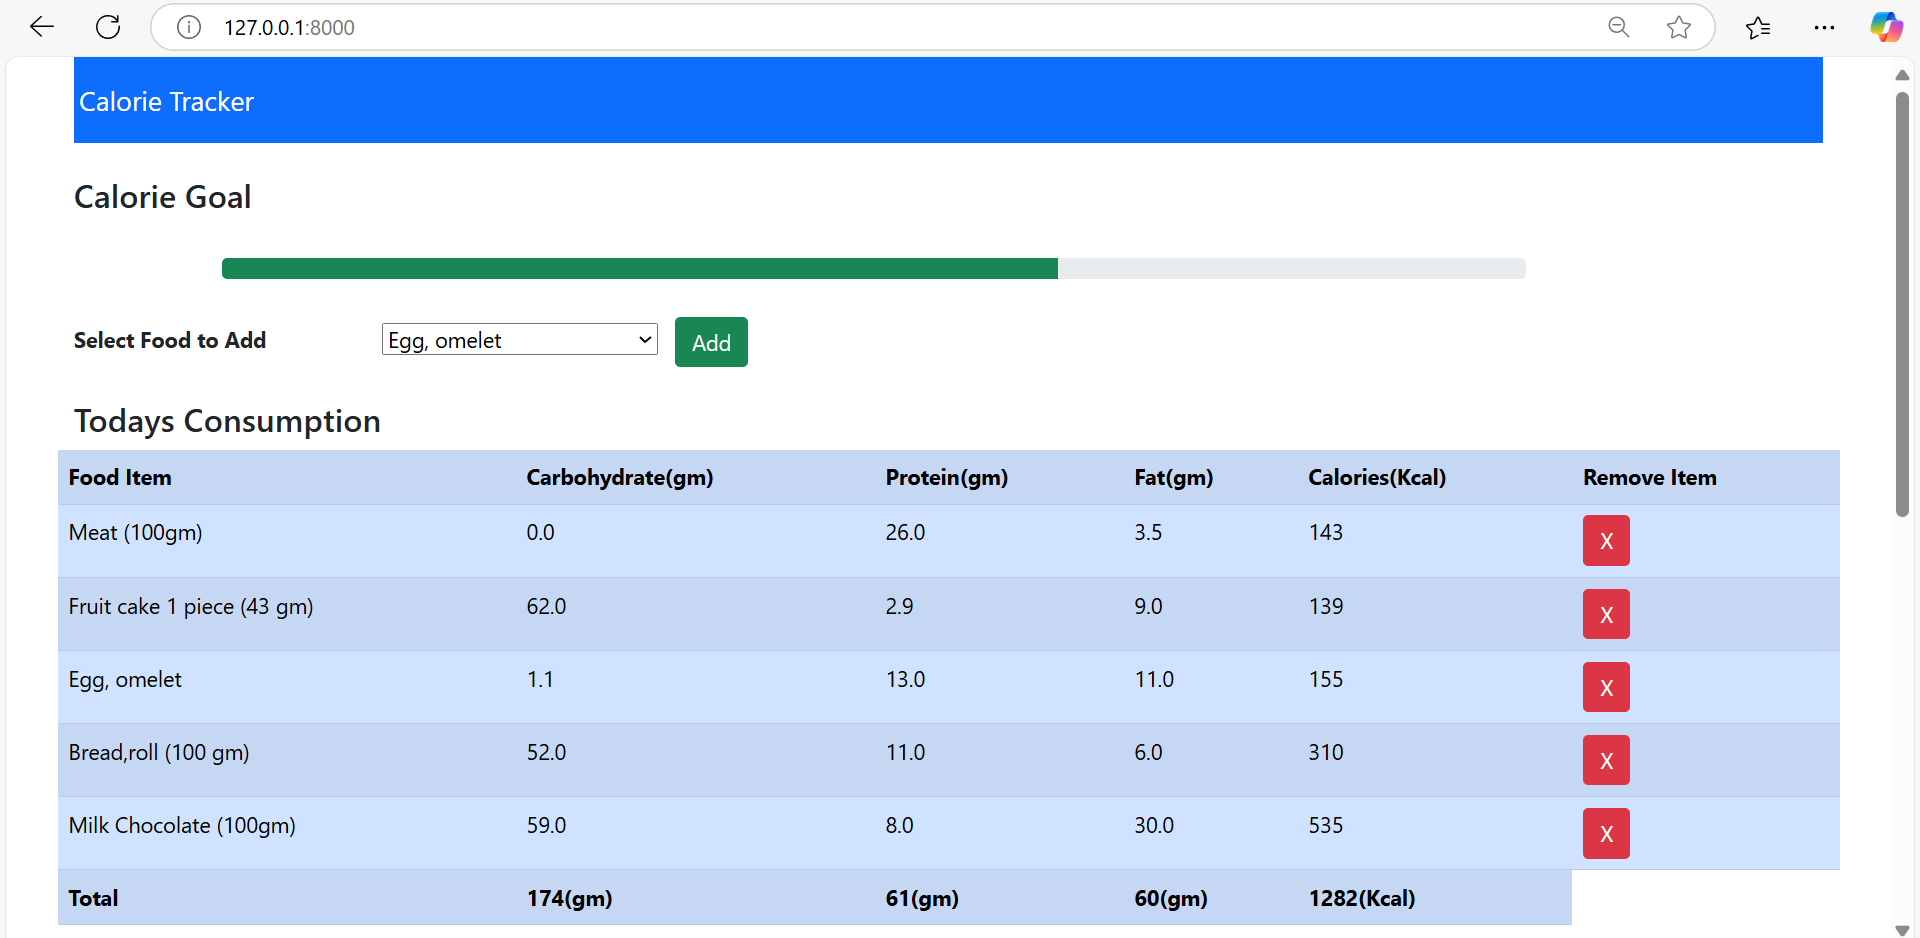 127.0.0.1:8000
Calorie Tracker
Calorie Goal
Select Food to Add Egg, omelet Add
Todays Consumption
Food Item Carbohydrate(gm) Protein(gm) Fat(gm) Calories(Kcal) Remove Item
Meat (100gm) 0.0 26.0 3.5 143 X
Fruit cake 1 piece (43 gm) 62.0 2.9 9.0 139 X
Egg, omelet 1.1 13.0 11.0 155 X
Bread,roll (100 gm) 52.0 11.0 6.0 310 X
Milk Chocolate (100gm) 59.0 8.0 30.0 535 X
Total 174(gm) 61(gm) 60(gm) 1282(Kcal)